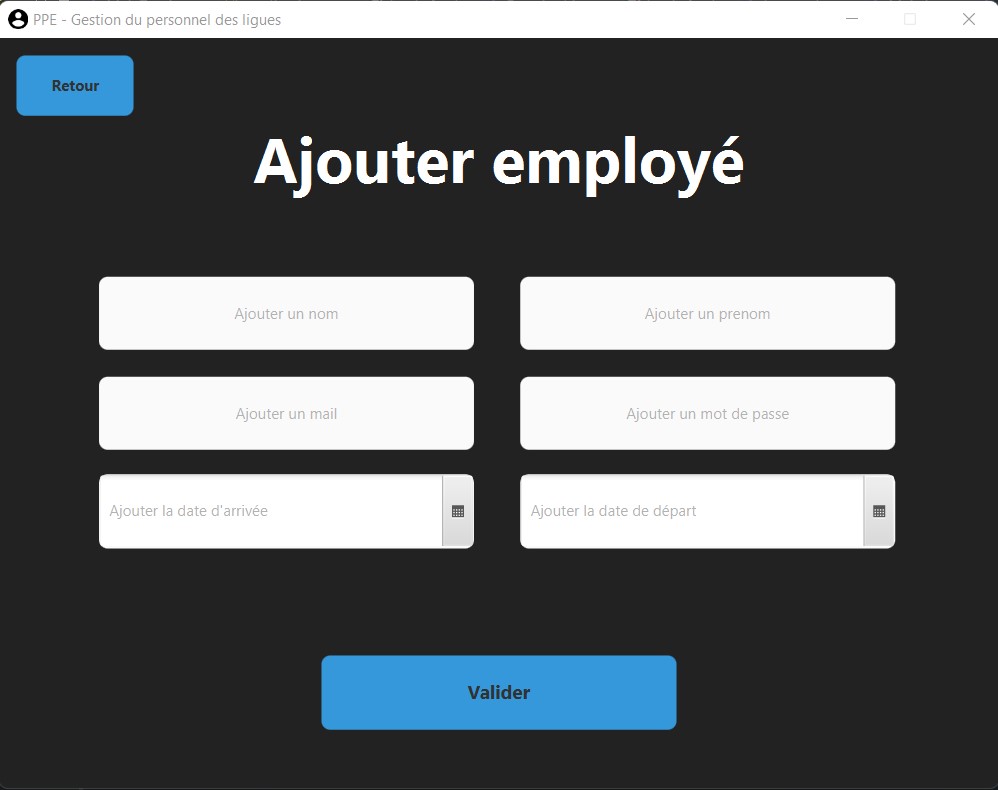 PPE - Gestion du personnel des ligues
Retour
Ajouter employé
Ajouter un nom
Ajouter un prenom
Ajouter un mail
Ajouter un mot de passe
Ajouter la date d'arrivée
Ajouter la date de départ
Valider